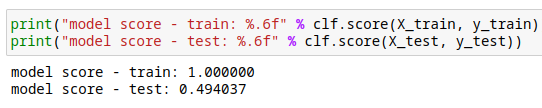 print("model score - train: %.6f" % clf.score(X_train, y_train)
print("model score - test: %.6f" % clf.score(X_test, y_test))
model score - train: 1.000000
model score - test: 0.494037